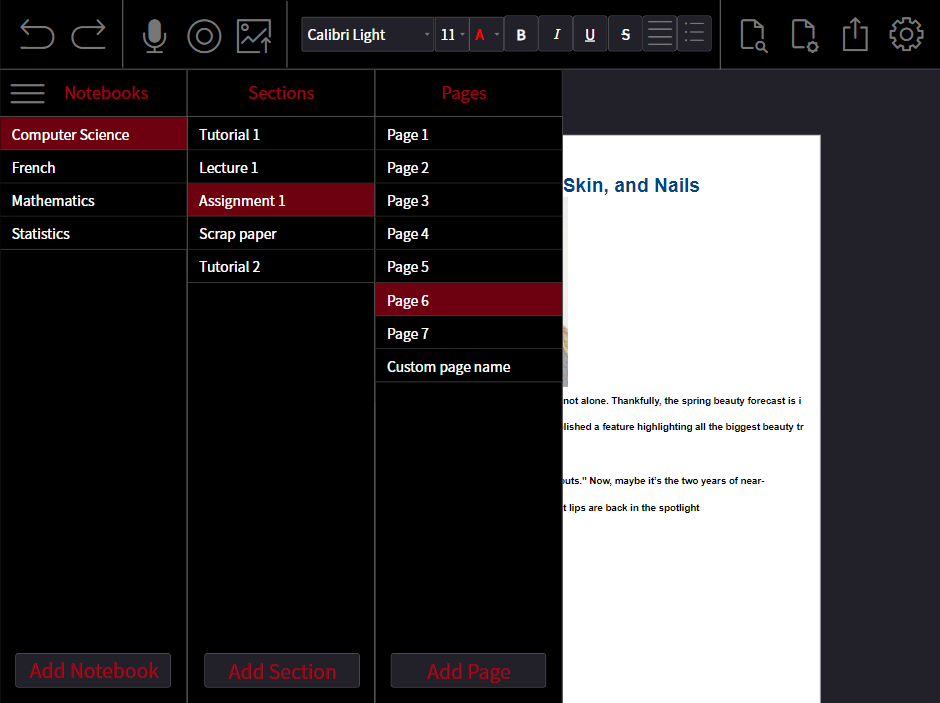 Calibri Light 11 A B I U S
Notebooks
Computer Science
French
Mathematics
Statistics
Add Notebook
Sections
Tutorial 1
Lecture 1
Assignment 1
Scrap paper
Tutorial 2
Add Section
Pages
Page 1
Page 2
Page 3
Page 4
Page 5
Page 6
Page 7
Custom page name
Add Page
Skin, and Nails
not alone. Thankfully, the spring beauty forecast is i
lished a feature highlighting all the biggest beauty tr
outs." Now, maybe it's the two years of near-
t lips are back in the spotlight